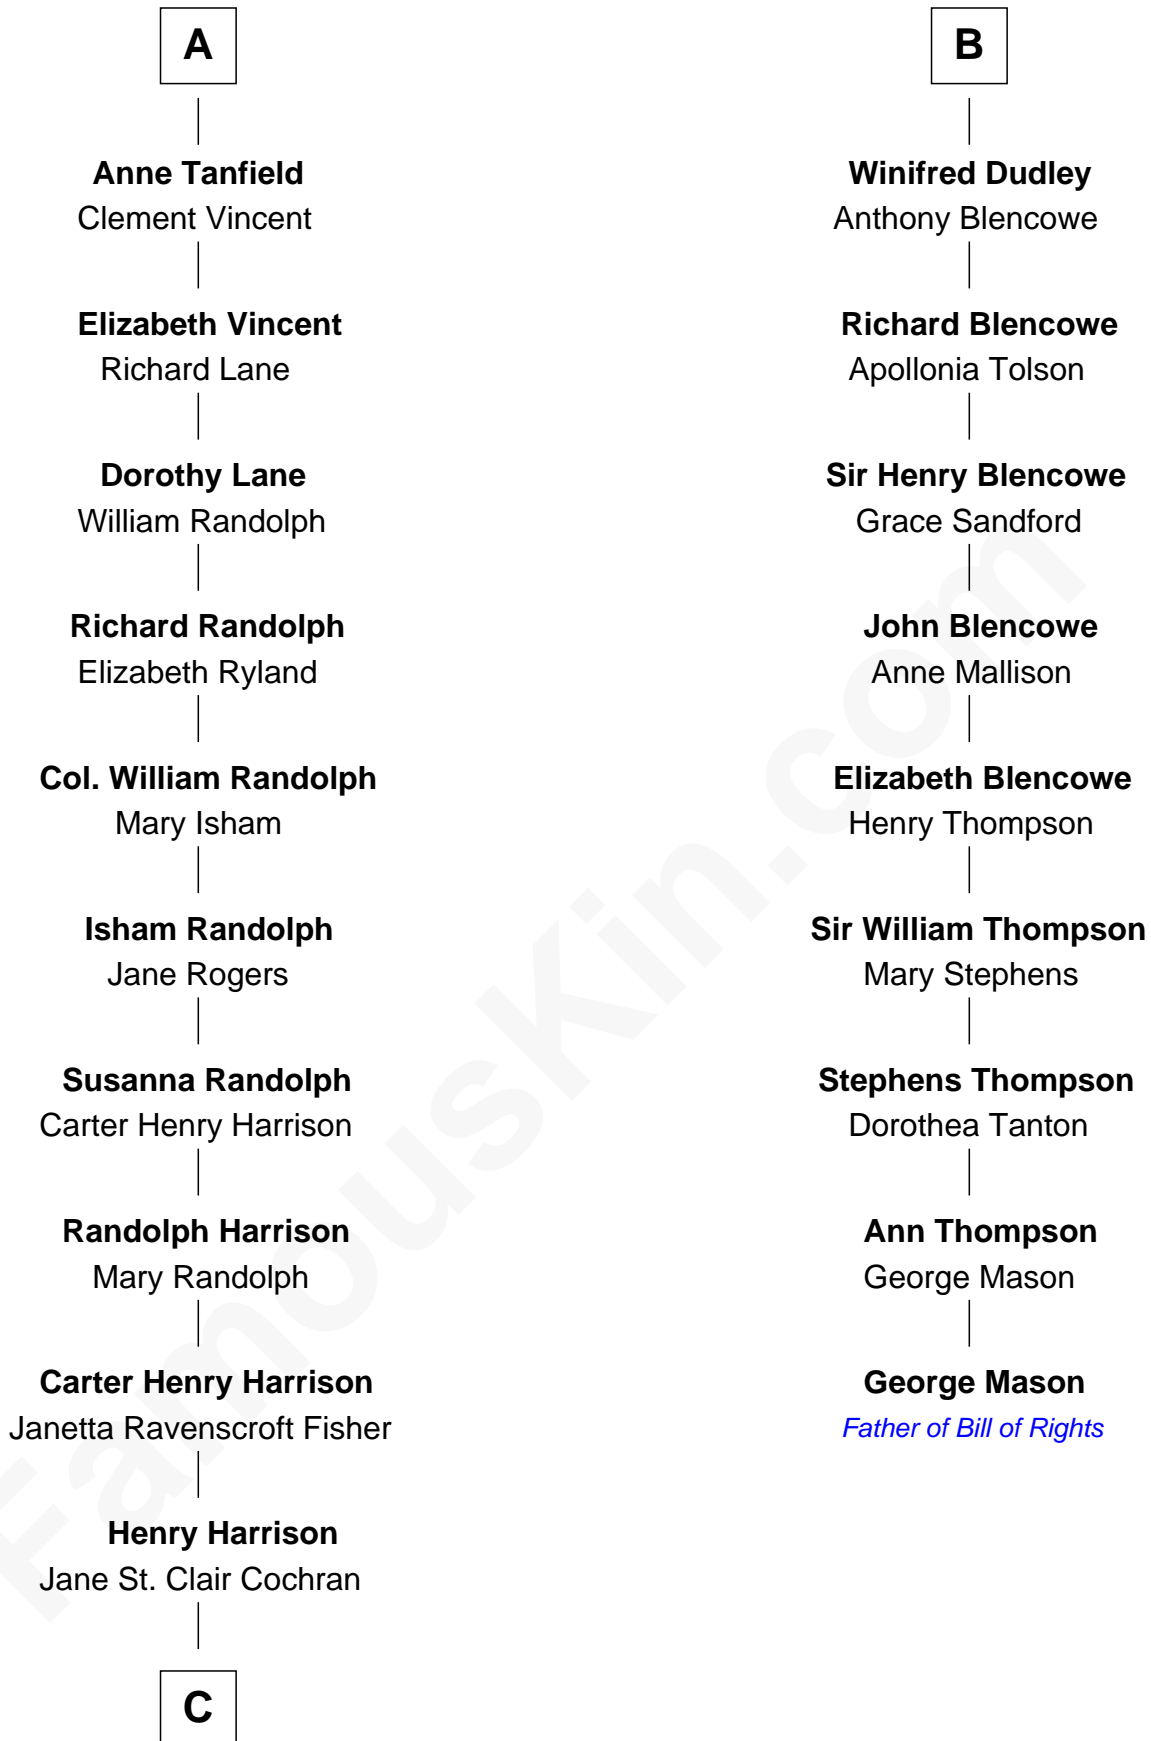 A
Anne Tanfield
Clement Vincent
Elizabeth Vincent
Richard Lane
Dorothy Lane
William Randolph
Richard Randolph
Elizabeth Ryland
Col. William Randolph
Mary Isham
Isham Randolph
Jane Rogers
Susanna Randolph
Carter Henry Harrison
Randolph Harrison
Mary Randolph
Carter Henry Harrison
Janetta Ravenscroft Fisher
Henry Harrison
Jane St. Clair Cochran
C
B
Winifred Dudley
Anthony Blencowe
Richard Blencowe
Apollonia Tolson
Sir Henry Blencowe
Grace Sandford
John Blencowe
Anne Mallison
Elizabeth Blencowe
Henry Thompson
Sir William Thompson
Mary Stephens
Stephens Thompson
Dorothea Tanton
Ann Thompson
George Mason
George Mason
Father of Bill of Rights
FamousKin.com